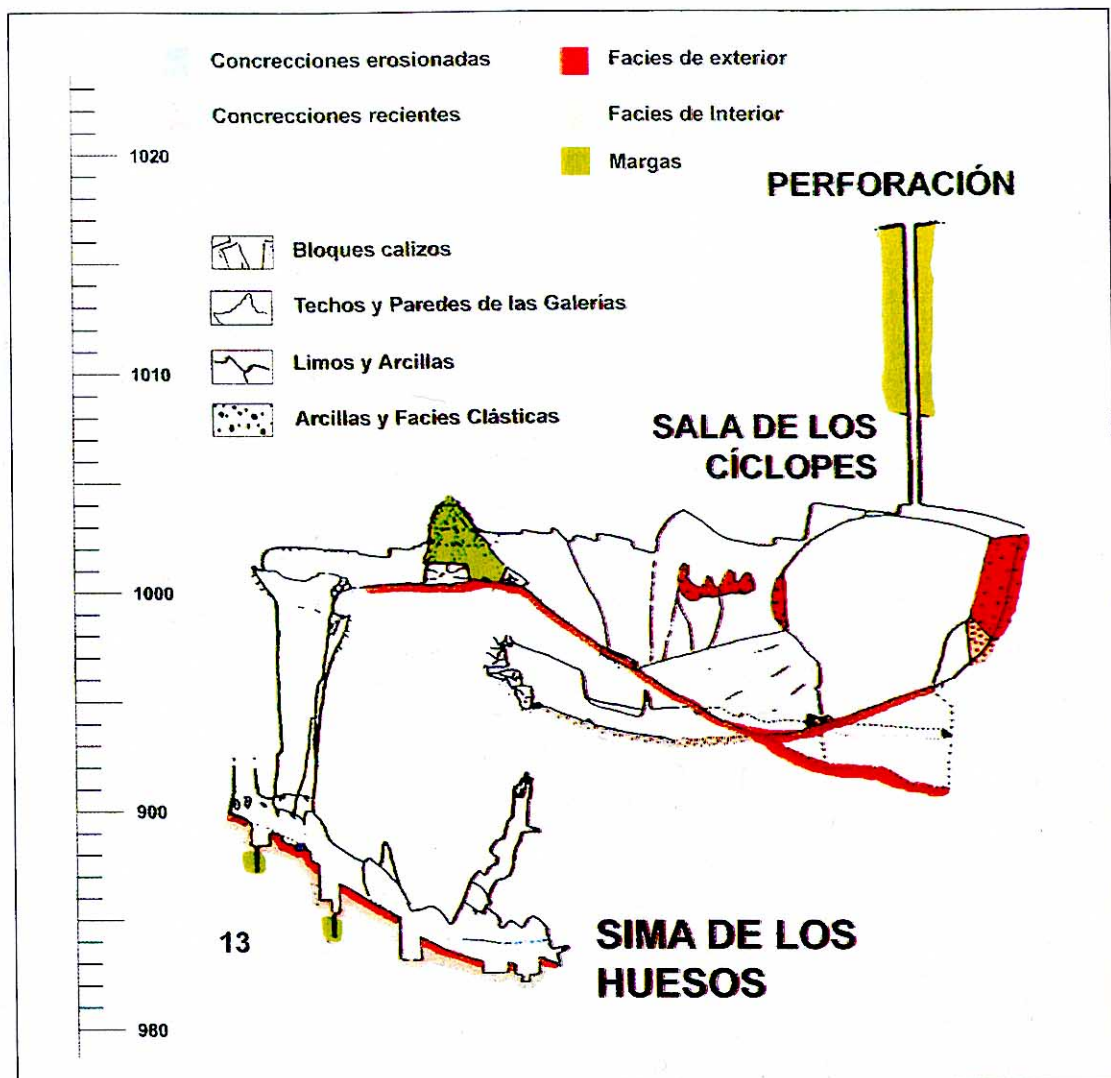 Concrecciones erosionadas
Facies de exterior
Concrecciones recientes
Facies de Interior
Margas
1020
PERFORACIÓN
Bloques calizos
Techos y Paredes de las Galerías
Limos y Arcillas
1010
Arcillas y Facies Clásticas
SALA DE LOS
CÍCLOPES
1000
900
13
SIMA DE LOS
HUESOS
980